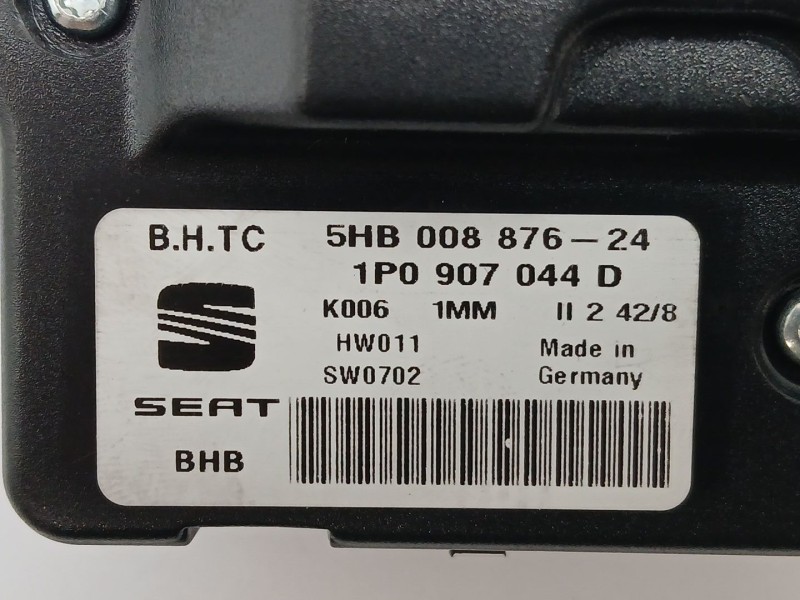 B.H.TC 5HB 008 876-24
1P0 907 044 D
K006 1MM II 2 42/8
HW011 Made in
SW0702 Germany
SEAT
BHB